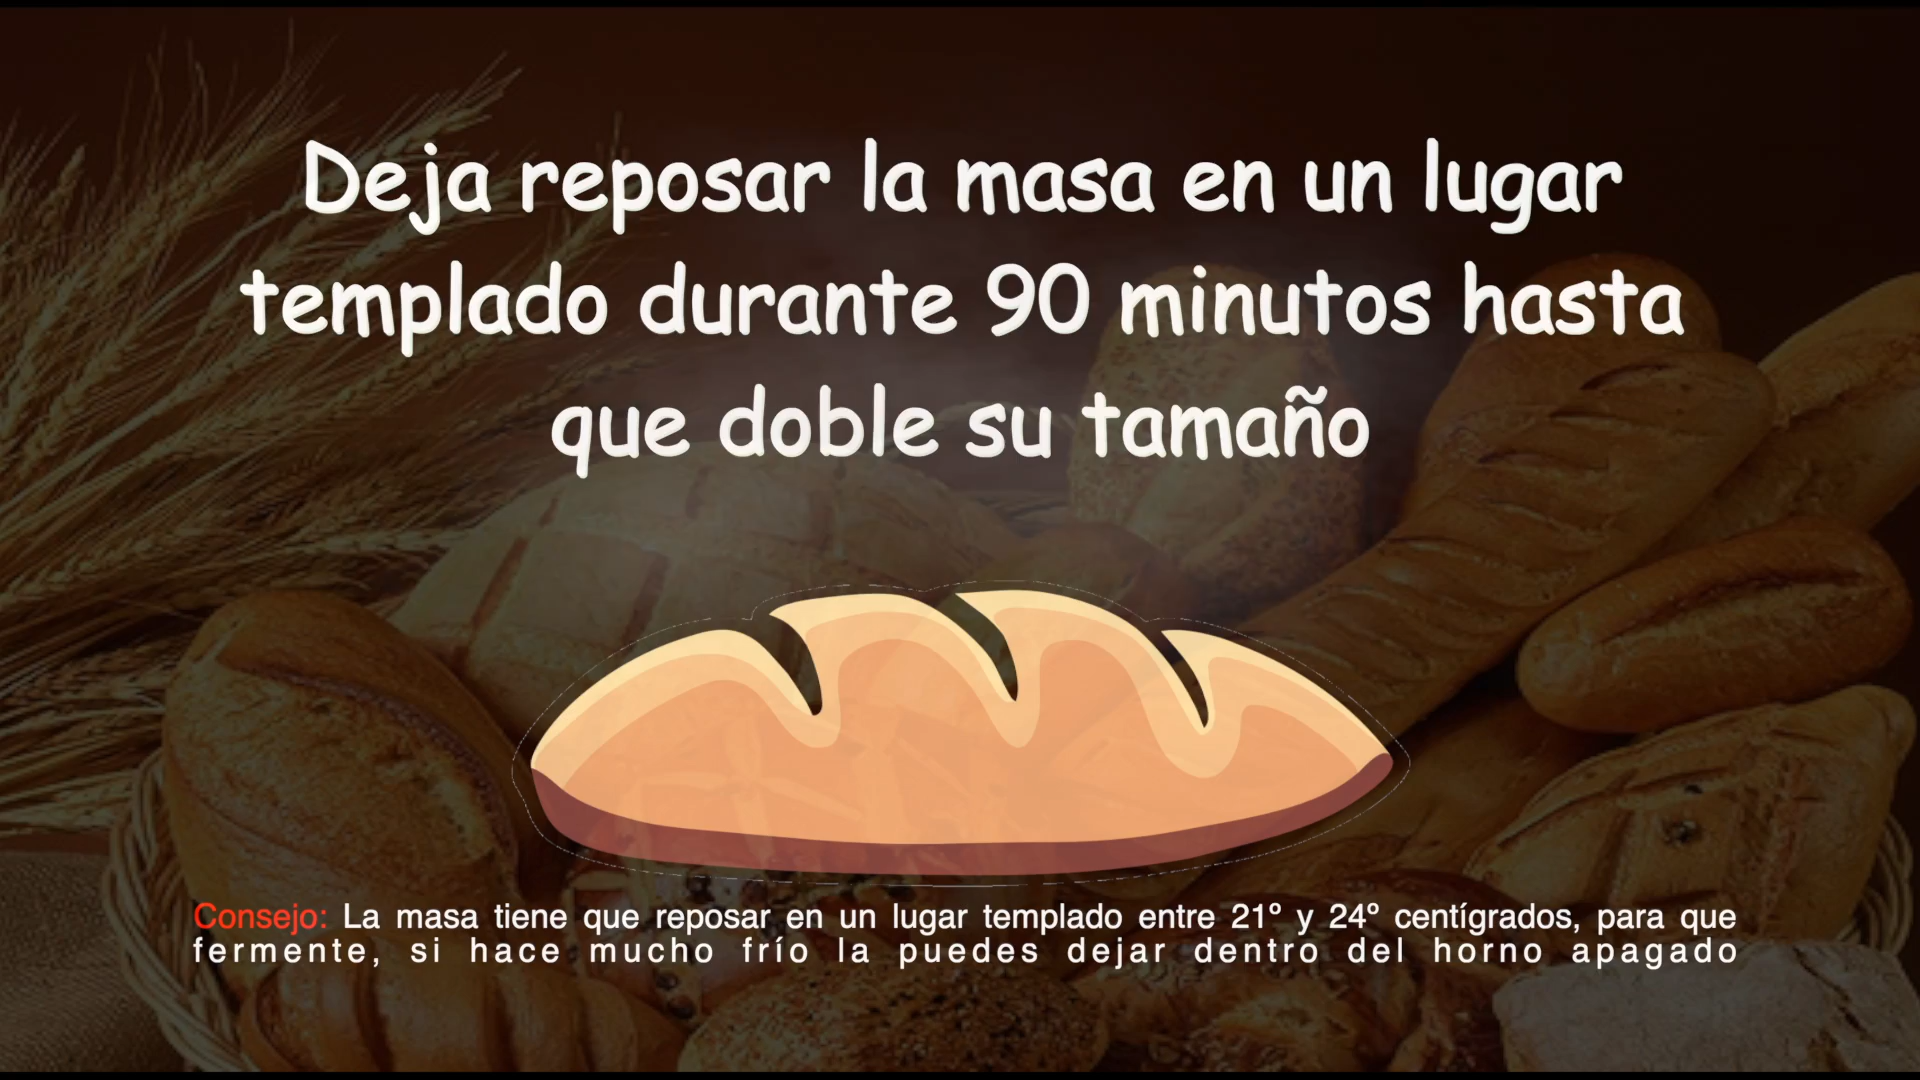 Deja reposar la masa en un lugar
templado durante 90 minutos hasta
que doble su tamaño
Consejo: La masa tiene que reposar en un lugar templado entre 21º y 24º centígrados, para que
fermente, si hace mucho frío la puedes dejar dentro del horno apagado